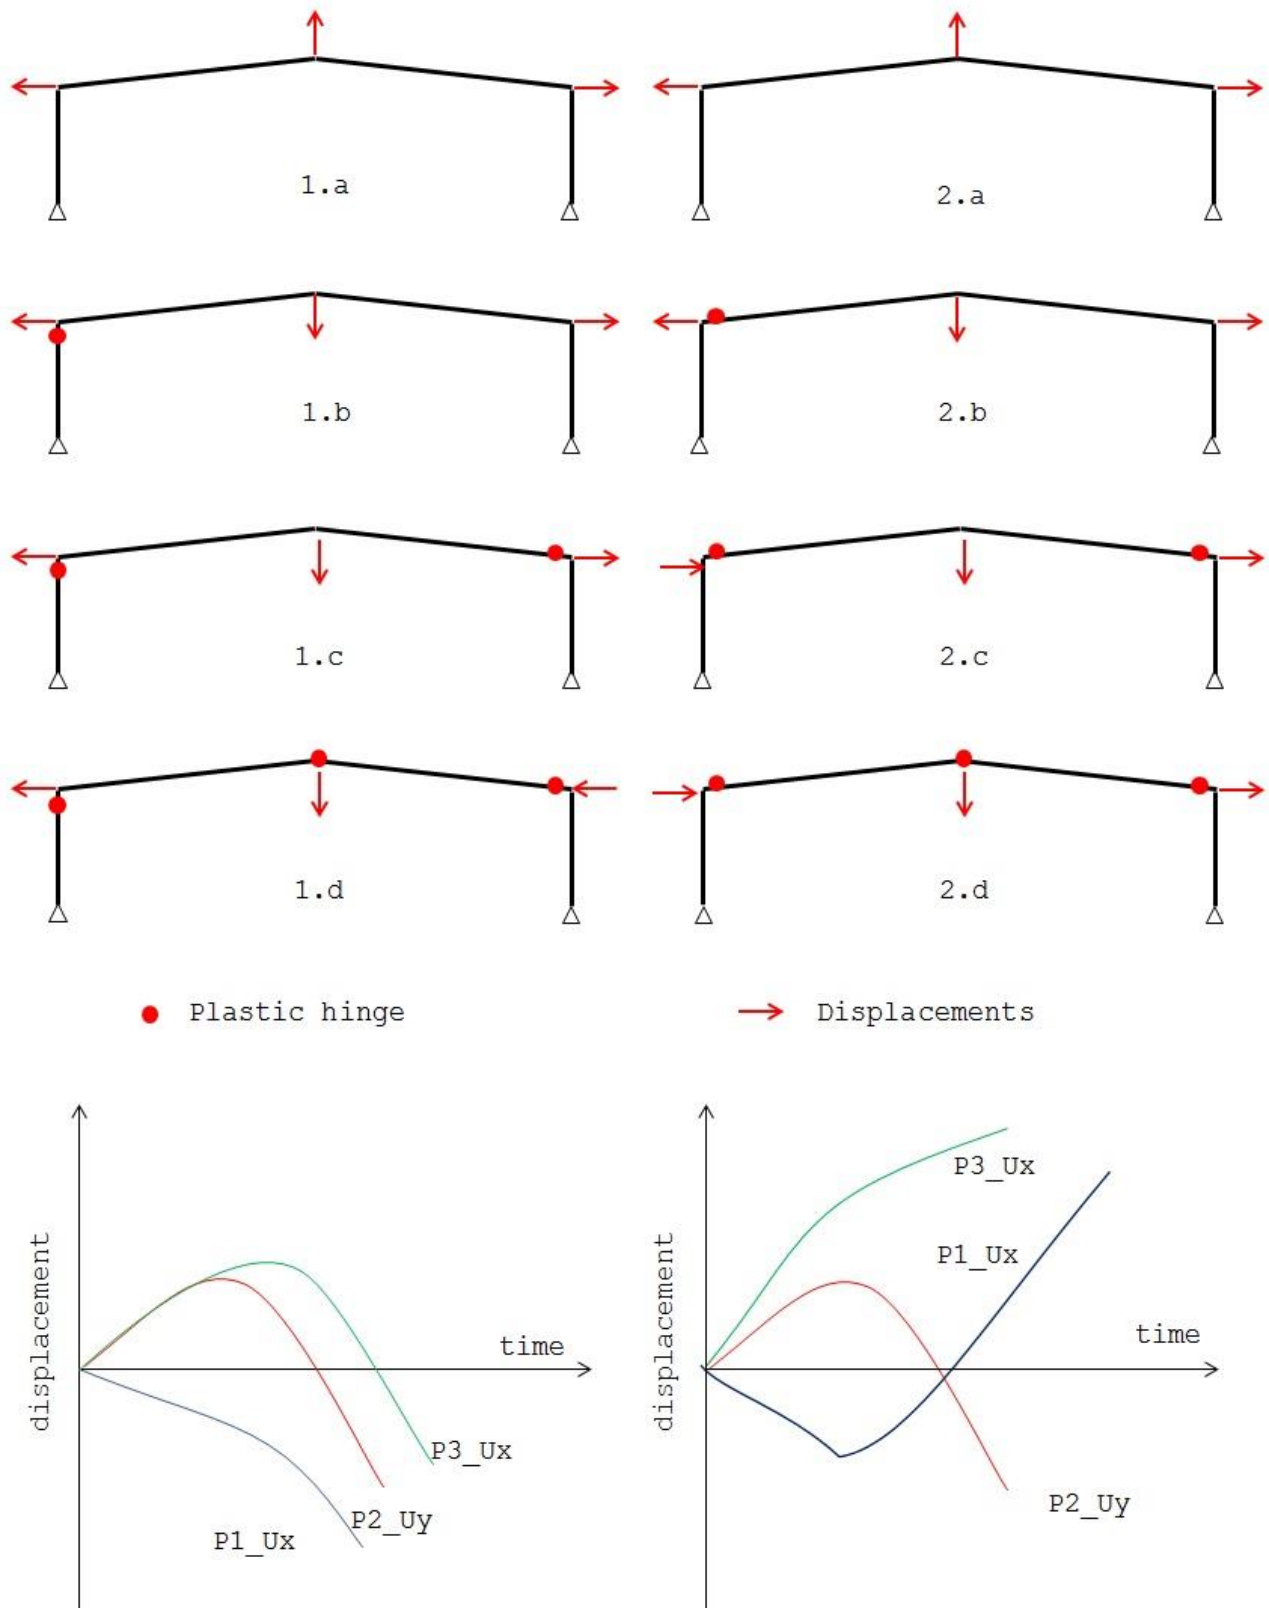 1.a
2.a
1.b
2.b
1.c
2.c
1.d
2.d
Plastic hinge
Displacements
displacement
time
P3_Ux
P2_Uy
P1_Ux
displacement
P3_Ux
P1_Ux
time
P2_Uy